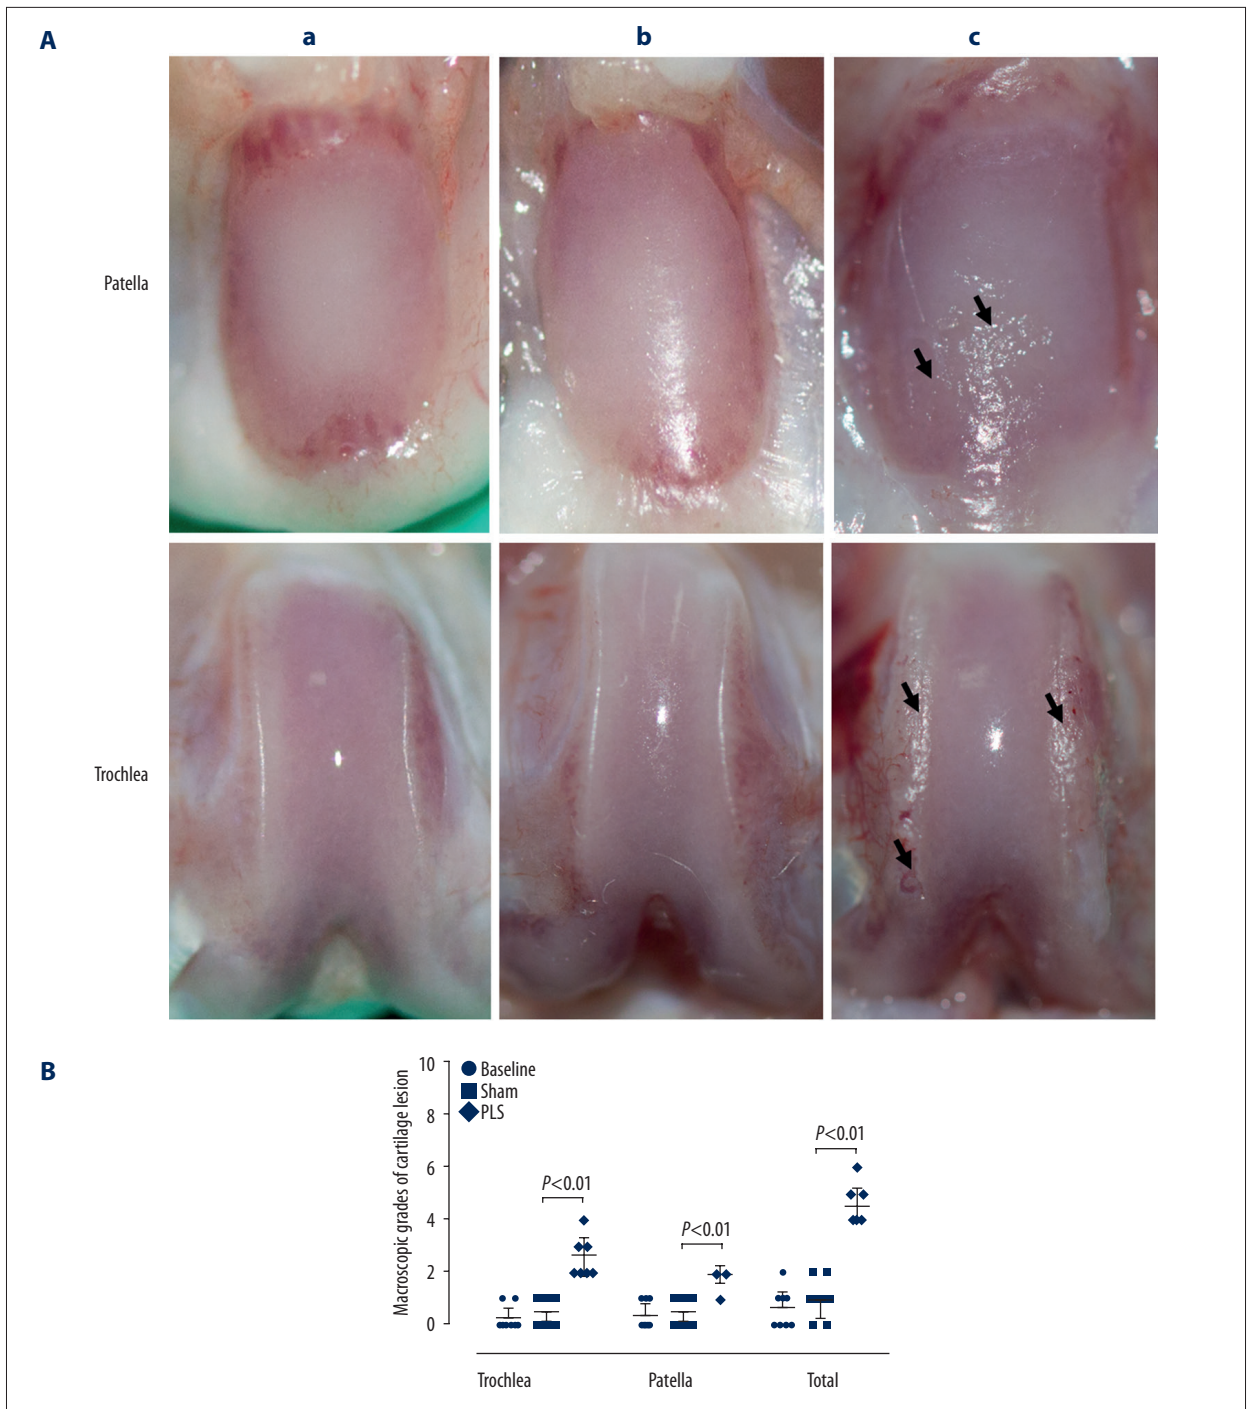 A
a b c
Patella
Trochlea
B
Macroscopic grades of cartilage lesion
10
8
6
4
2
0
Baseline
Sham
PLS
P<0.01
P<0.01
P<0.01
Trochlea Patella Total